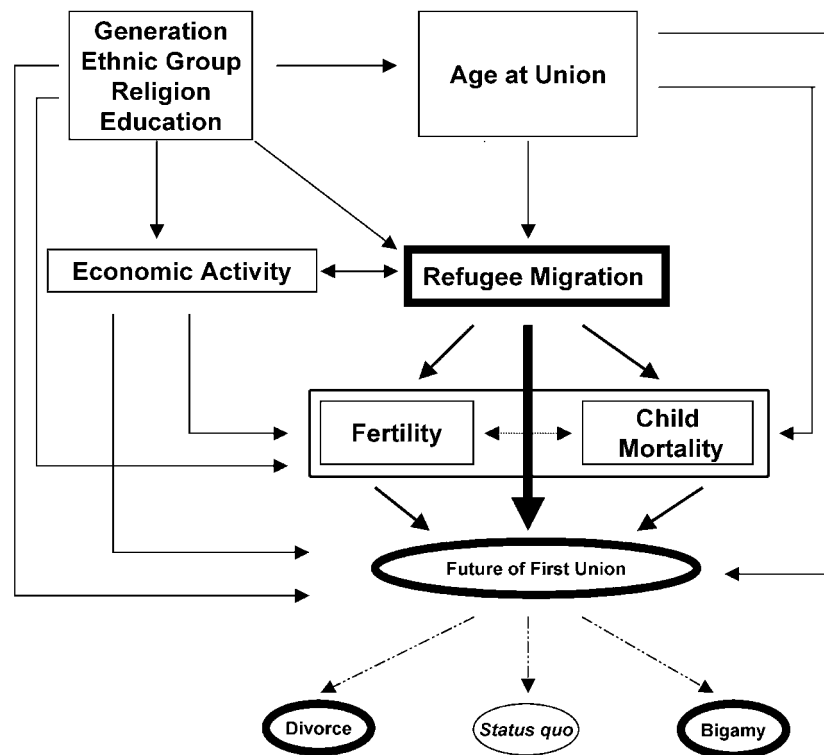 Generation
Ethnic Group
Religion
Education
Age at Union
Economic Activity
Refugee Migration
Fertility
Child
Mortality
Future of First Union
Divorce
Status quo
Bigamy